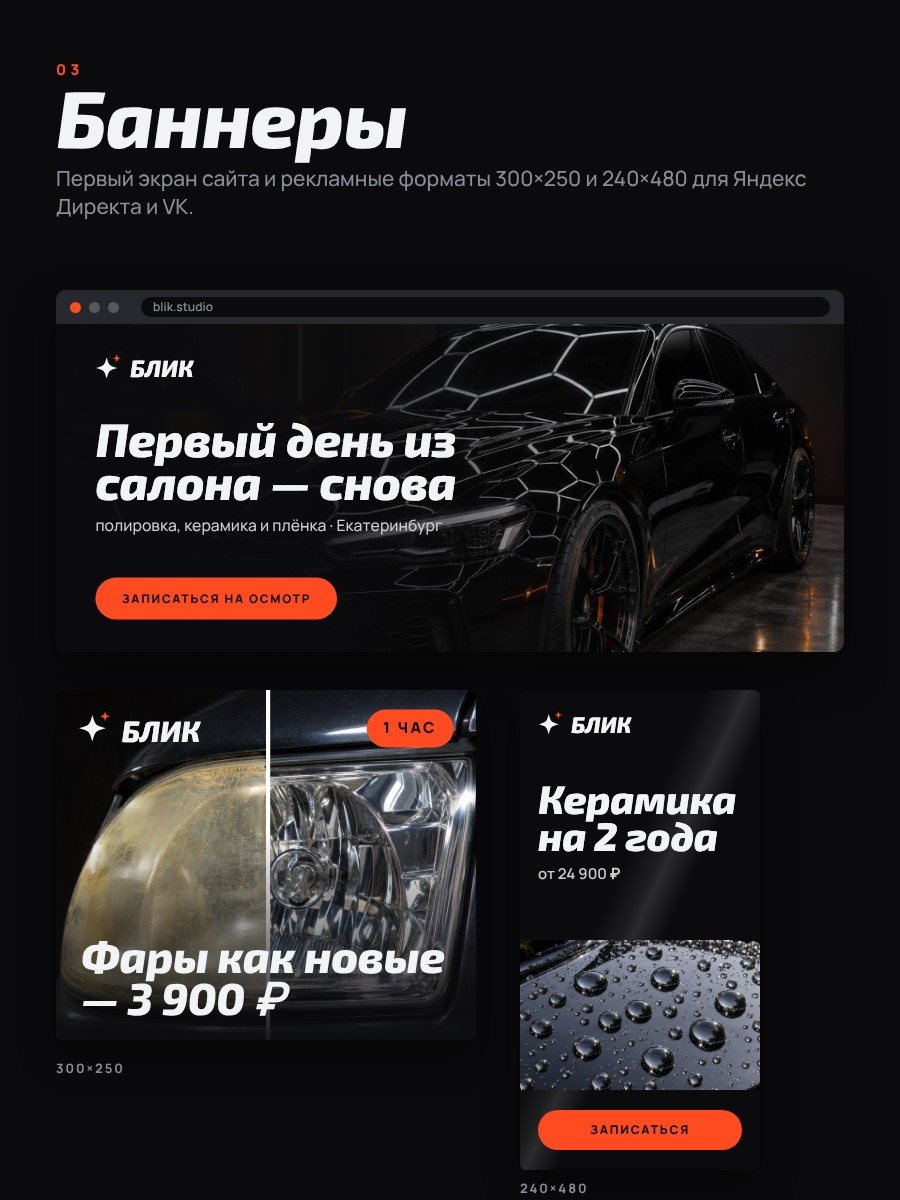 03
Баннеры
Первый экран сайта и рекламные форматы 300×250 и 240×480 для Яндекс
Директа и VK.
blik.studio
БЛИК
Первый день из
салона — снова
полировка, керамика и плёнка · Екатеринбург
ЗАПИСАТЬСЯ НА ОСМОТР
БЛИК
1 ЧАС
Фары как новые
— 3 900 ₽
300×250
БЛИК
Керамика
на 2 года
от 24 900 ₽
ЗАПИСАТЬСЯ
240×480